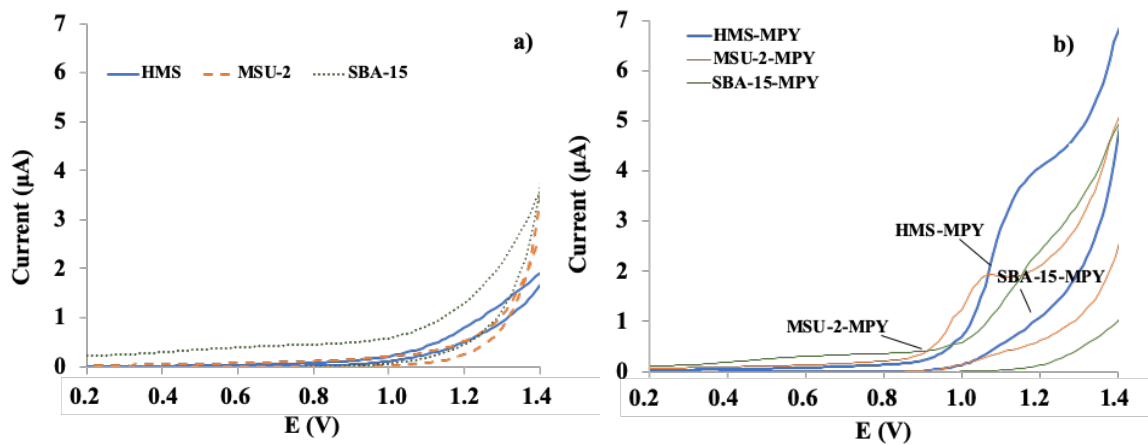 a)
7
6
5
4
3
2
1
0
Current (μA)
HMS MSU-2 SBA-15
0.2 0.4 0.6 0.8 1.0 1.2 1.4
E (V)
b)
7
6
5
4
3
2
1
0
Current (μA)
HMS-MPY
MSU-2-MPY
SBA-15-MPY
HMS-MPY
SBA-15-MPY
MSU-2-MPY
0.2 0.4 0.6 0.8 1.0 1.2 1.4
E (V)